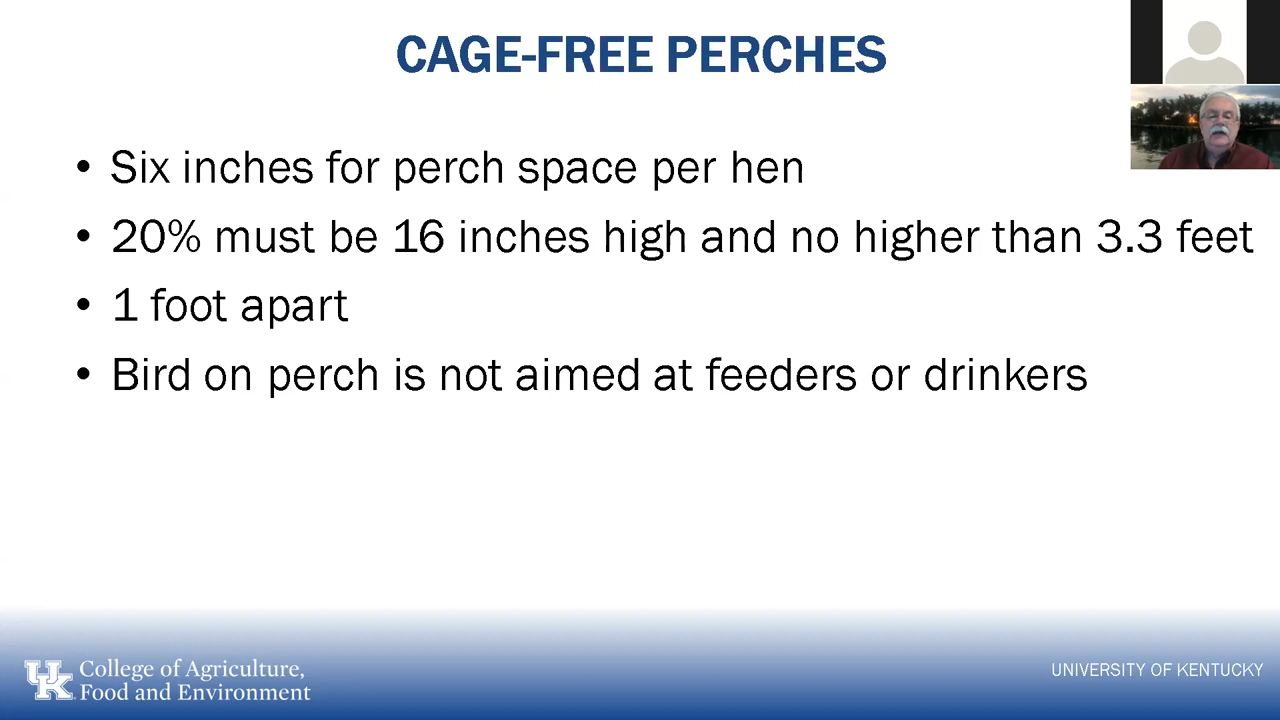 CAGE-FREE PERCHES
• Six inches for perch space per hen
• 20% must be 16 inches high and no higher than 3.3 feet
• 1 foot apart
• Bird on perch is not aimed at feeders or drinkers
UK College of Agriculture,
Food and Environment
UNIVERSITY OF KENTUCKY